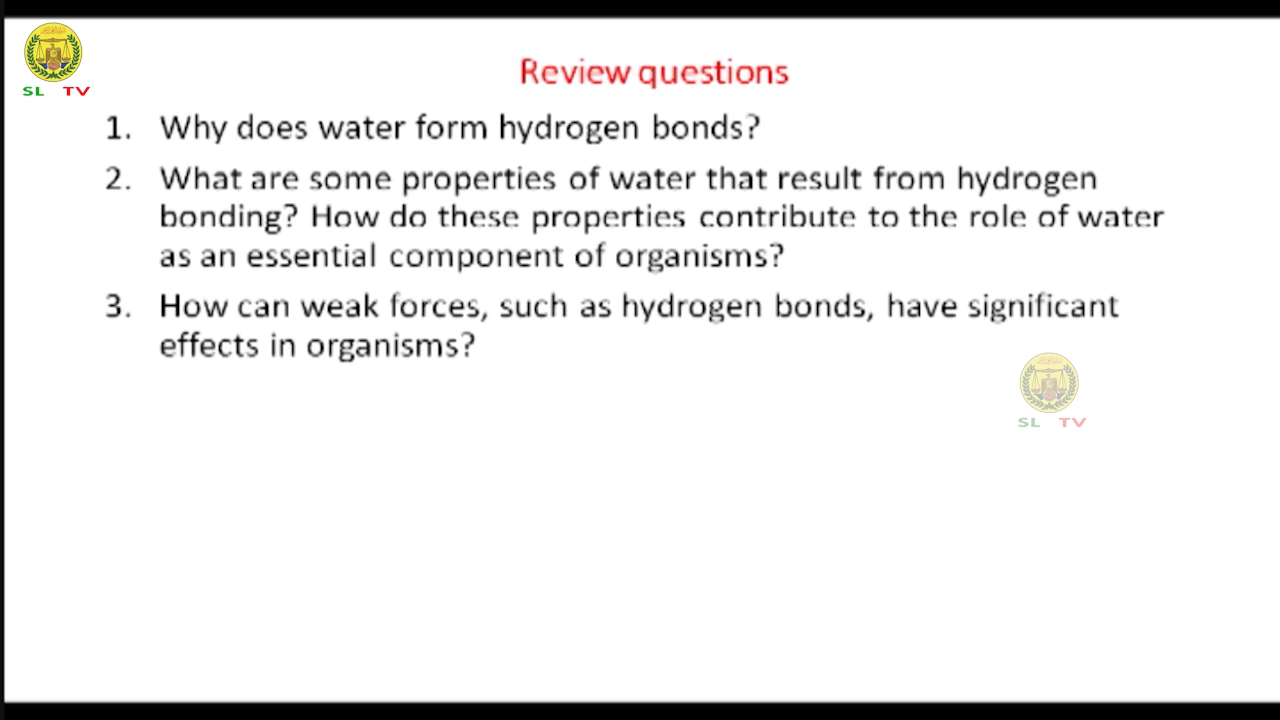 SL TV
Review questions
1. Why does water form hydrogen bonds?
2. What are some properties of water that result from hydrogen
bonding? How do these properties contribute to the role of water
as an essential component of organisms?
3. How can weak forces, such as hydrogen bonds, have significant
effects in organisms?
SL TV